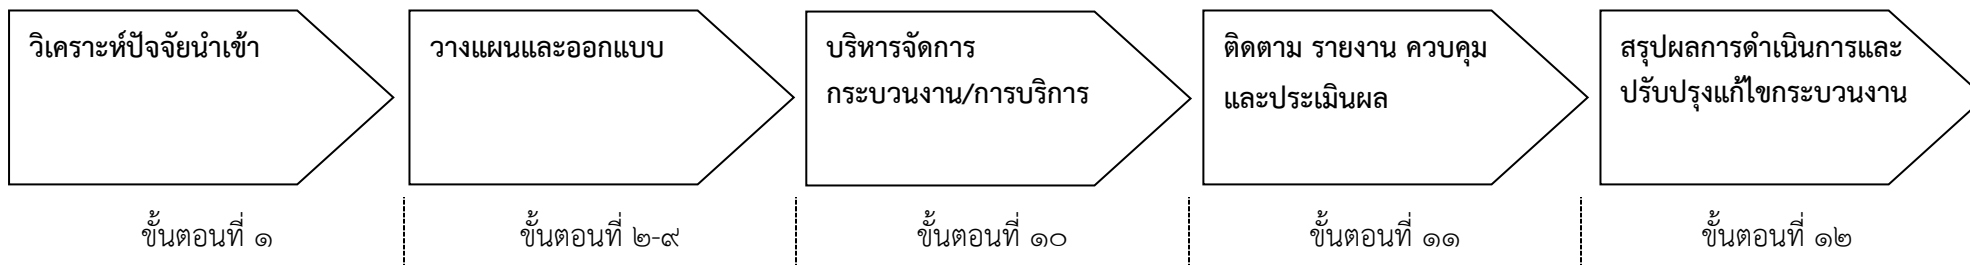 วิเคราะห์ปัจจัยนำเข้า
วางแผนและออกแบบ
บริหารจัดการ
กระบวนงาน/การบริการ
ติดตาม รายงาน ควบคุม
และประเมินผล
สรุปผลการดำเนินการและ
ปรับปรุงแก้ไขกระบวนงาน
ขั้นตอนที่ ๑
ขั้นตอนที่ ๒-๙
ขั้นตอนที่ ๑๐
ขั้นตอนที่ ๑๑
ขั้นตอนที่ ๑๒